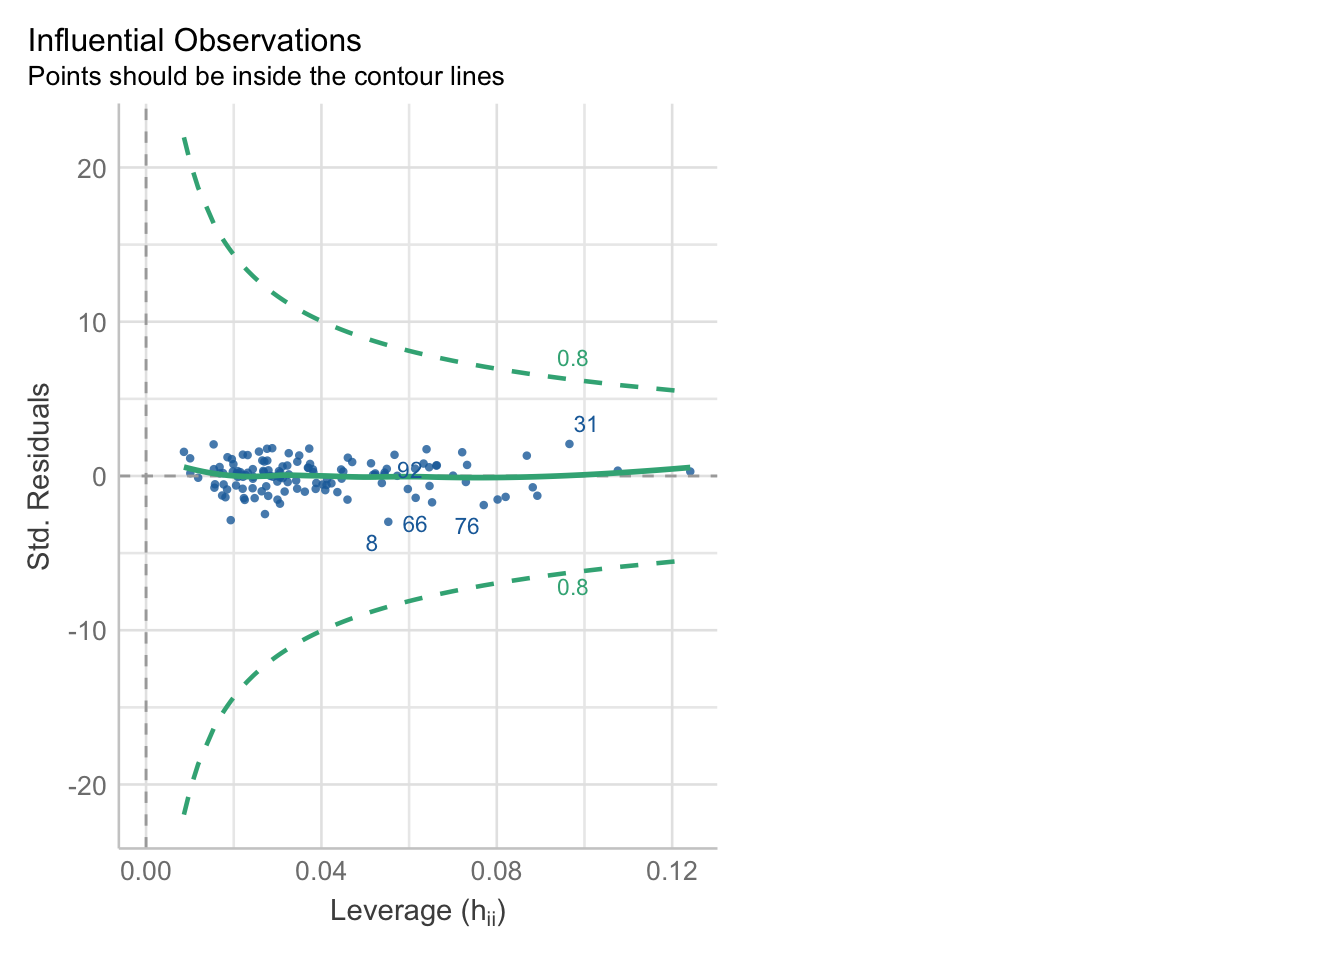 Influential Observations
Points should be inside the contour lines
20
10
0
-10
-20
Std. Residuals
0.8
31
92
66
76
8
0.8
0.00 0.04 0.08 0.12
Leverage (hii)